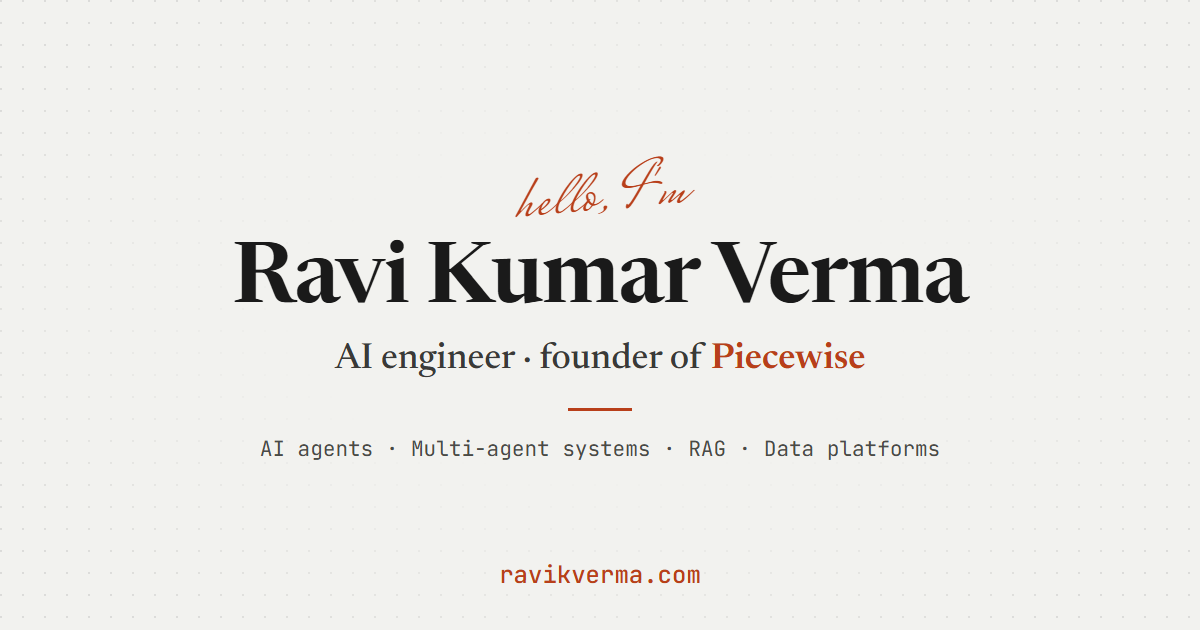 hello, I'm
Ravi Kumar Verma
AI engineer · founder of Piecewise
AI agents · Multi-agent systems · RAG · Data platforms
ravikverma.com